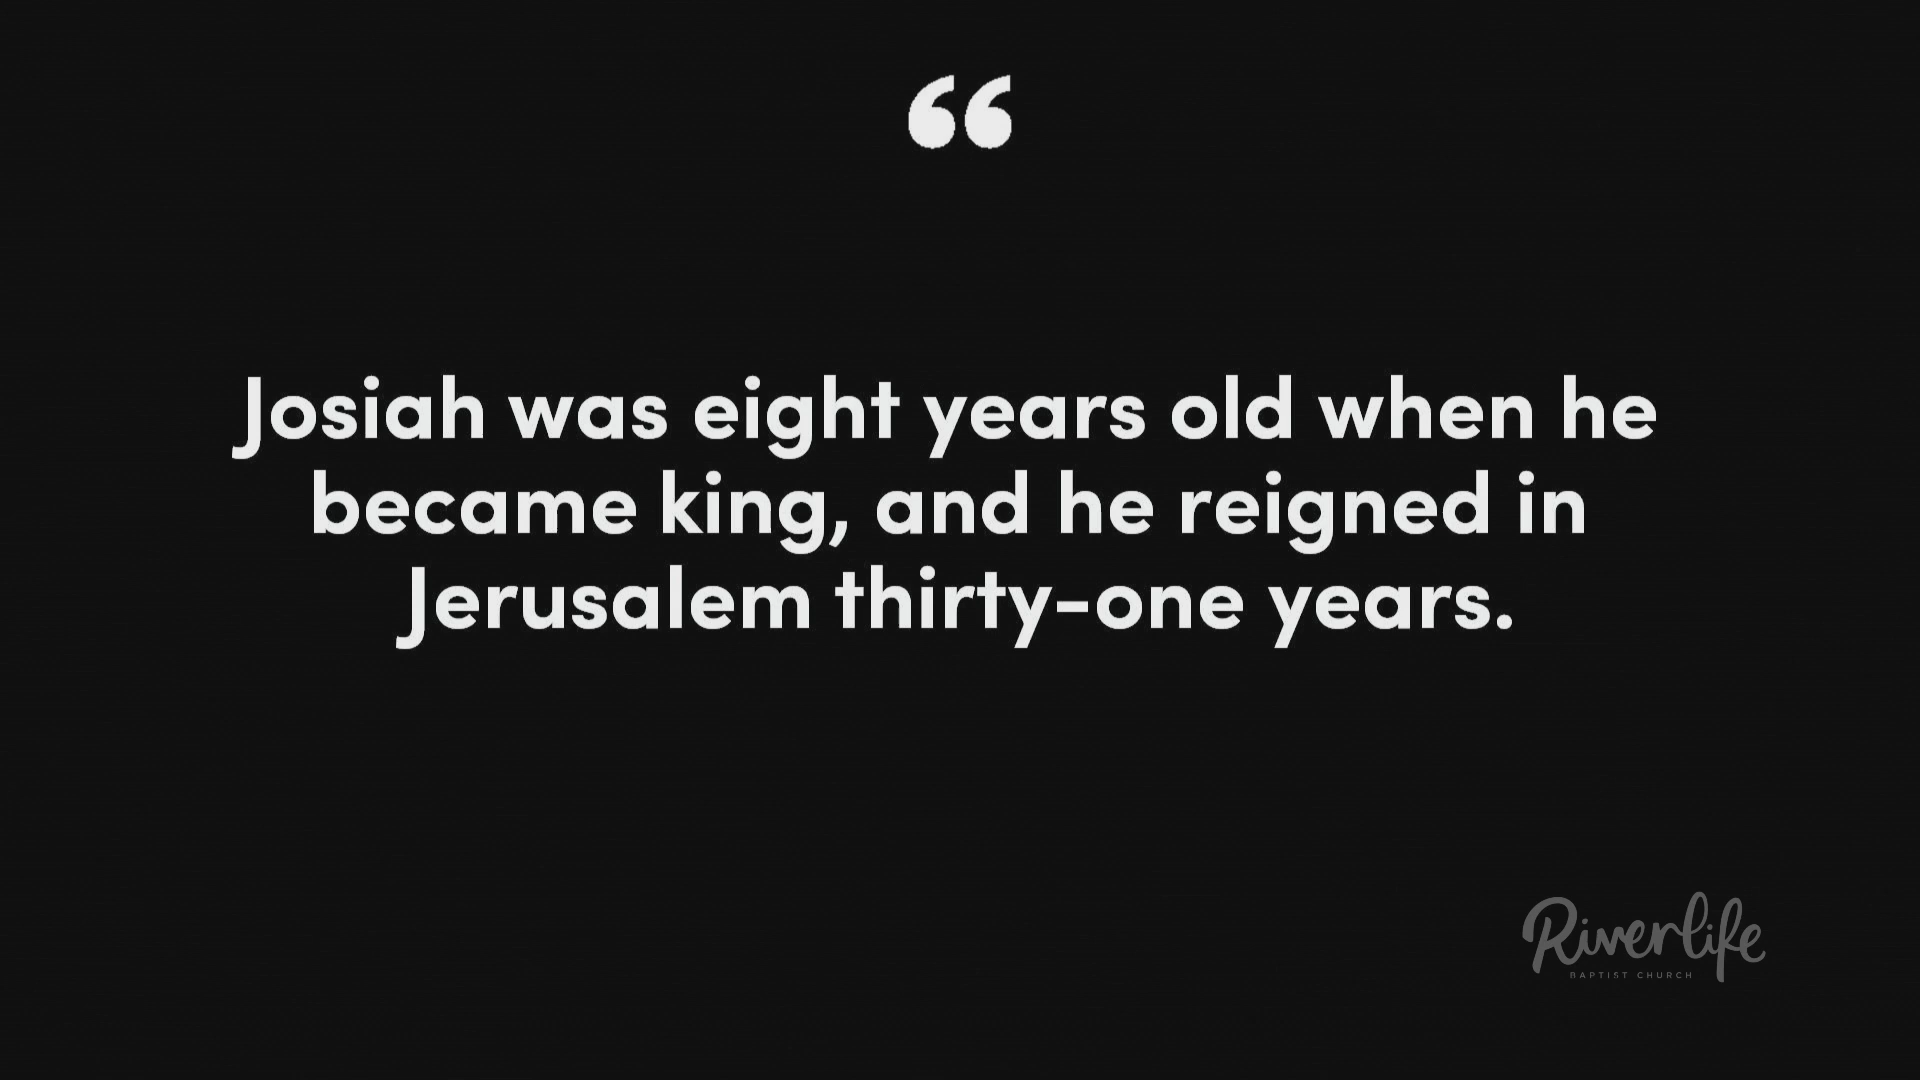 “
Josiah was eight years old when he
became king, and he reigned in
Jerusalem thirty-one years.
Riverlife
BAPTIST CHURCH